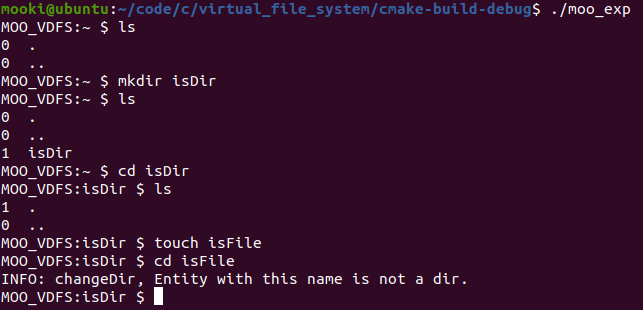 mooki@ubuntu:~/code/c/virtual_file_system/cmake-build-debug$ ./moo_exp
MOO_VDFS:~ $ ls
0  .
0  ..
MOO_VDFS:~ $ mkdir isDir
MOO_VDFS:~ $ ls
0  .
0  ..
1  isDir
MOO_VDFS:~ $ cd isDir
MOO_VDFS:isDir $ ls
1  .
0  ..
MOO_VDFS:isDir $ touch isFile
MOO_VDFS:isDir $ cd isFile
INFO: changeDir, Entity with this name is not a dir.
MOO_VDFS:isDir $